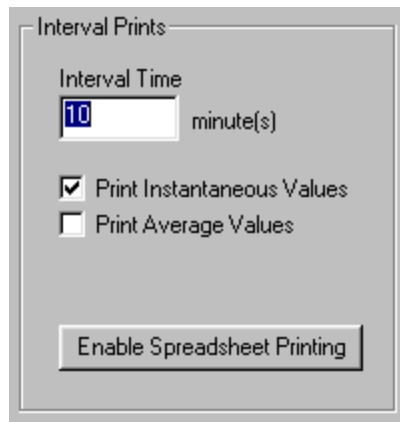 Interval Prints
Interval Time
10 minute(s)
Print Instantaneous Values
Print Average Values
Enable Spreadsheet Printing